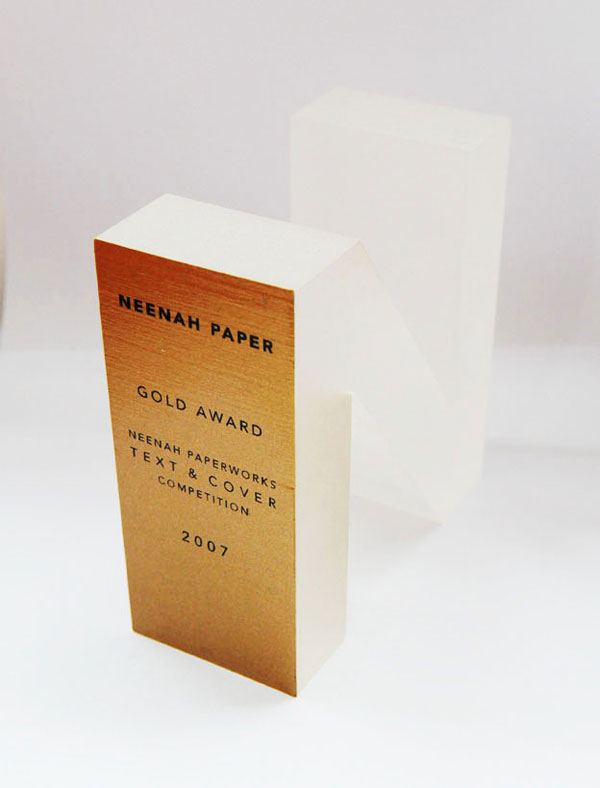 NEENAH PAPER
GOLD AWARD
NEENAH PAPERWORKS
TEXT & COVER
COMPETITION
2007